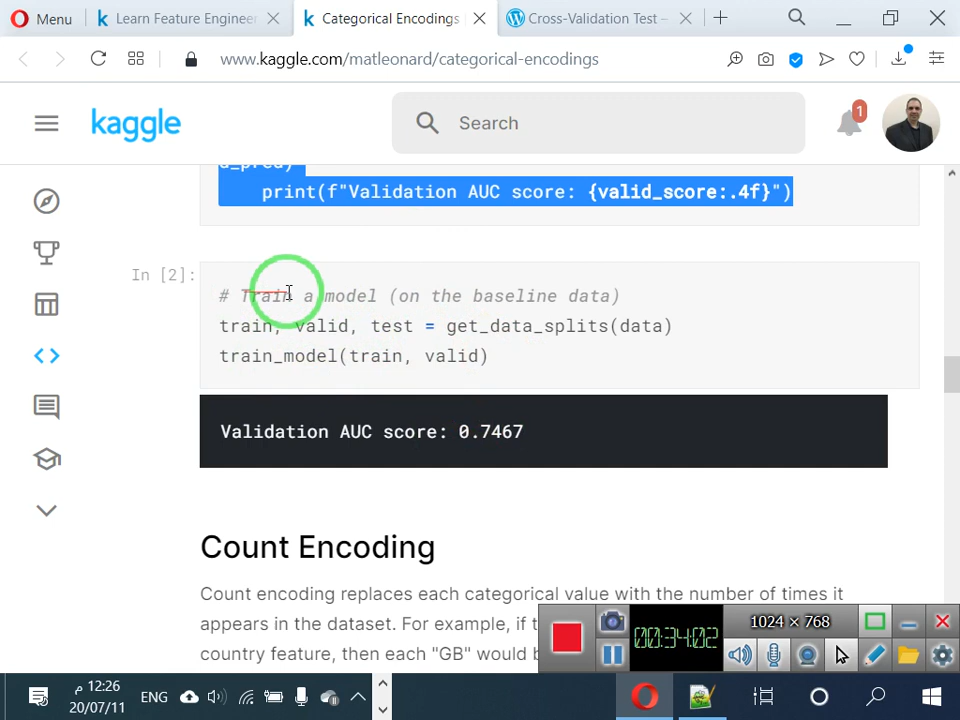 Menu
Learn Feature Engineer
Categorical Encodings
Cross-Validation Test –
www.kaggle.com/matleonard/categorical-encodings
kaggle
Search
1
print(f"Validation AUC score: {valid_score:.4f}")
In [2]:
# Train a model (on the baseline data)
train, valid, test = get_data_splits(data)
train_model(train, valid)
Validation AUC score: 0.7467
Count Encoding
Count encoding replaces each categorical value with the number of times it
appears in the dataset. For example, if t
country feature, then each "GB" would b
00:34:02
1024 × 768
12:26 م
ENG
20/07/11